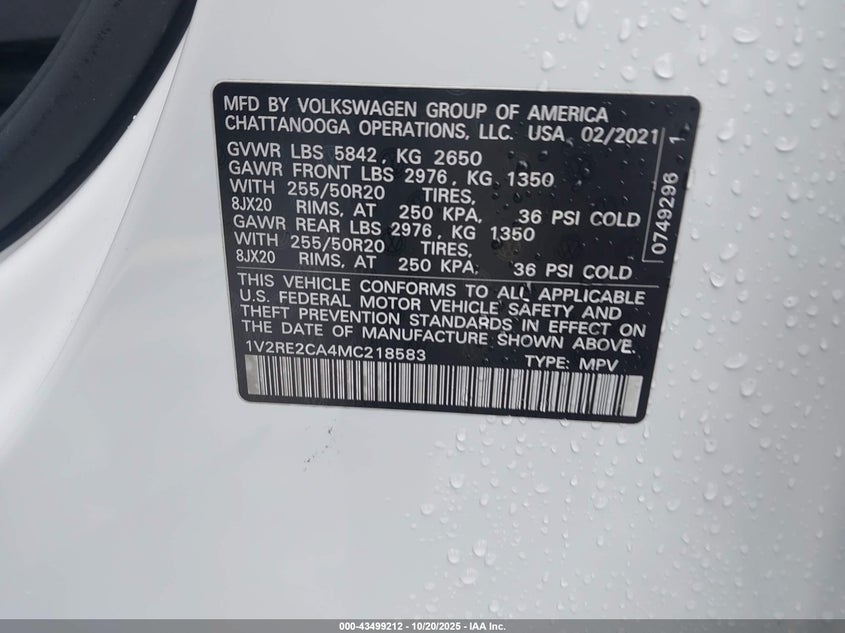 MFD BY VOLKSWAGEN GROUP OF AMERICA
CHATTANOOGA OPERATIONS, LLC. USA 02/2021
GVWR LBS 5842, KG 2650
GAWR FRONT LBS 2976, KG 1350
WITH 255/50R20 TIRES,
8JX20 RIMS, AT 250 KPA, 36 PSI COLD
GAWR REAR LBS 2976, KG 1350
WITH 255/50R20 TIRES,
8JX20 RIMS, AT 250 KPA, 36 PSI COLD
THIS VEHICLE CONFORMS TO ALL APPLICABLE
U.S. FEDERAL MOTOR VEHICLE SAFETY AND
THEFT PREVENTION STANDARDS IN EFFECT ON
THE DATE OF MANUFACTURE SHOWN ABOVE.
1V2RE2CA4MC218583 TYPE: MPV
0749296 1
000-43499212 - 10/20/2025 - IAA Inc.